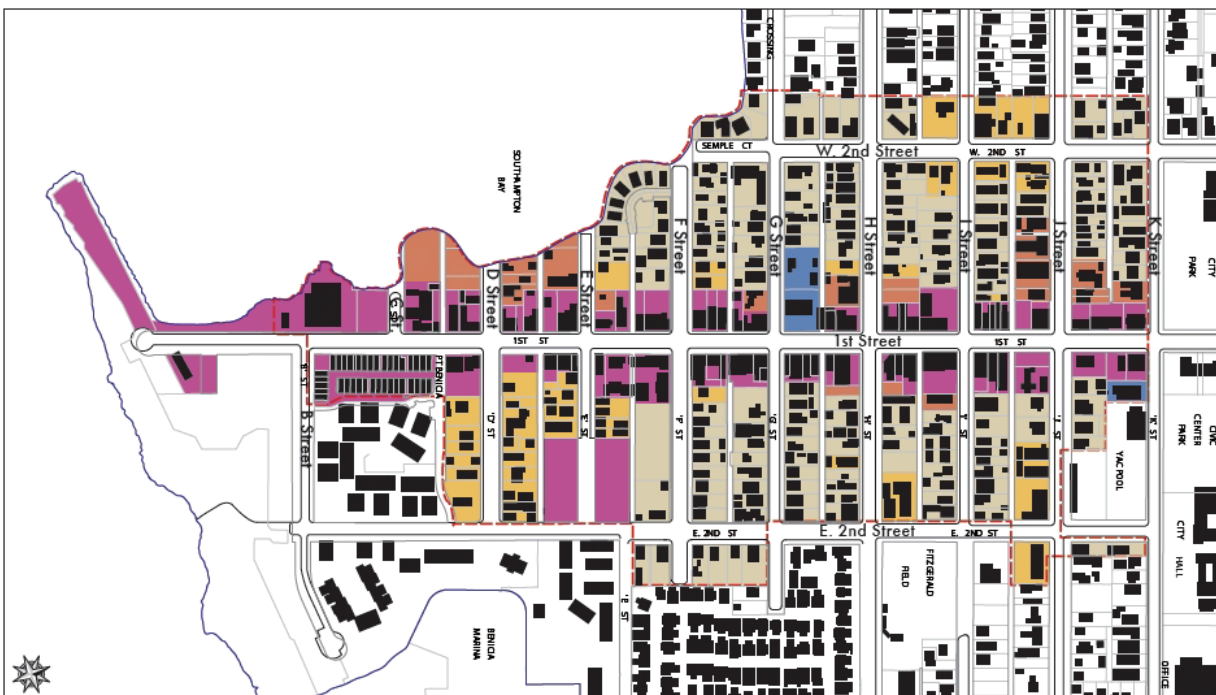 CROSSING
SEMPLE CT
W. 2nd Street
W. 2ND ST
SOUTHAMPTON
BAY
F Street
G Street
H Street
I Street
J Street
K Street
CITY
PARK
D Street
E Street
1ST ST
1st Street
1ST ST
PT BENICIA
'B' ST
B Street
'D' ST
'E' ST
'F' ST
'G' ST
'H' ST
'I' ST
'J' ST
'K' ST
CIVIC
CENTER
PARK
YAC POOL
E. 2ND ST
E. 2nd Street
E. 2ND ST
CITY
HALL
FITZGERALD
FIELD
'E' ST
BENICIA
MARINA
OFFICE